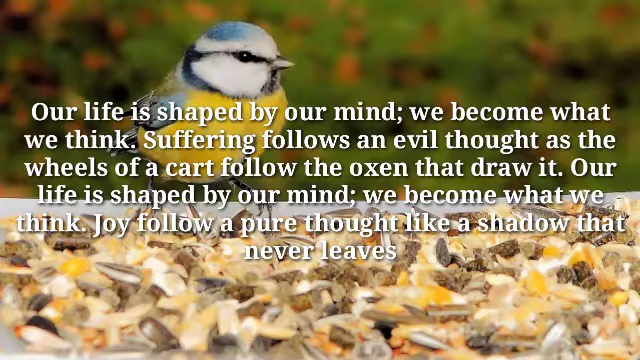 Our life is shaped by our mind; we become what
we think. Suffering follows an evil thought as the
wheels of a cart follow the oxen that draw it. Our
life is shaped by our mind; we become what we
think. Joy follow a pure thought like a shadow that
never leaves